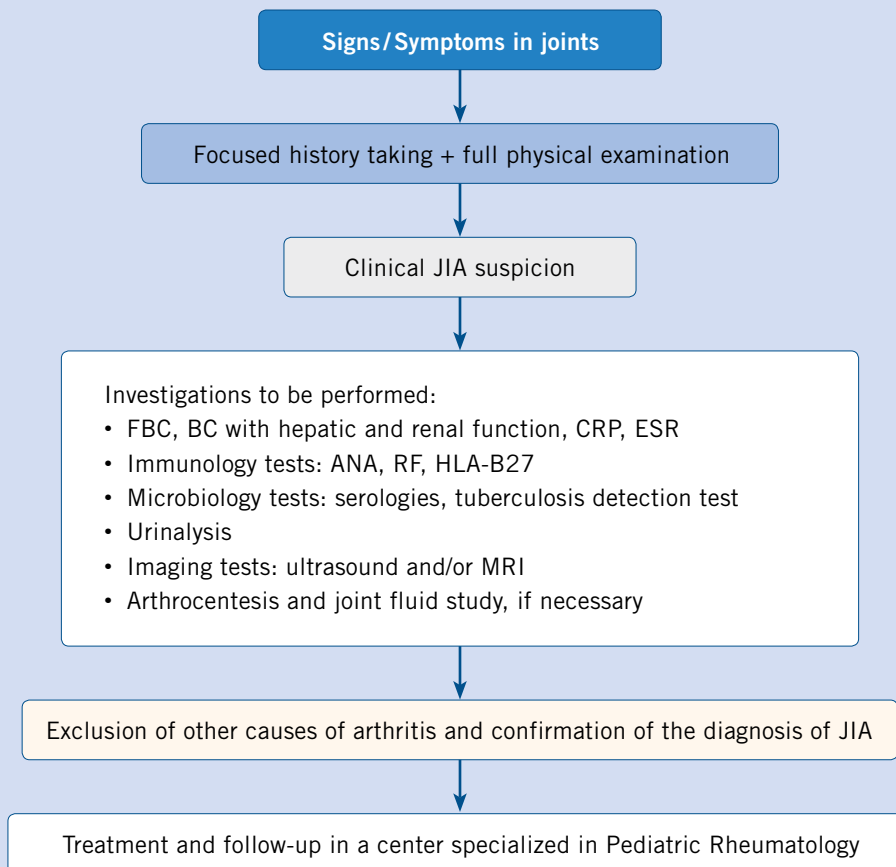 Signs/Symptoms in joints
Focused history taking + full physical examination
Clinical JIA suspicion
Investigations to be performed:
• FBC, BC with hepatic and renal function, CRP, ESR
• Immunology tests: ANA, RF, HLA-B27
• Microbiology tests: serologies, tuberculosis detection test
• Urinalysis
• Imaging tests: ultrasound and/or MRI
• Arthrocentesis and joint fluid study, if necessary
Exclusion of other causes of arthritis and confirmation of the diagnosis of JIA
Treatment and follow-up in a center specialized in Pediatric Rheumatology